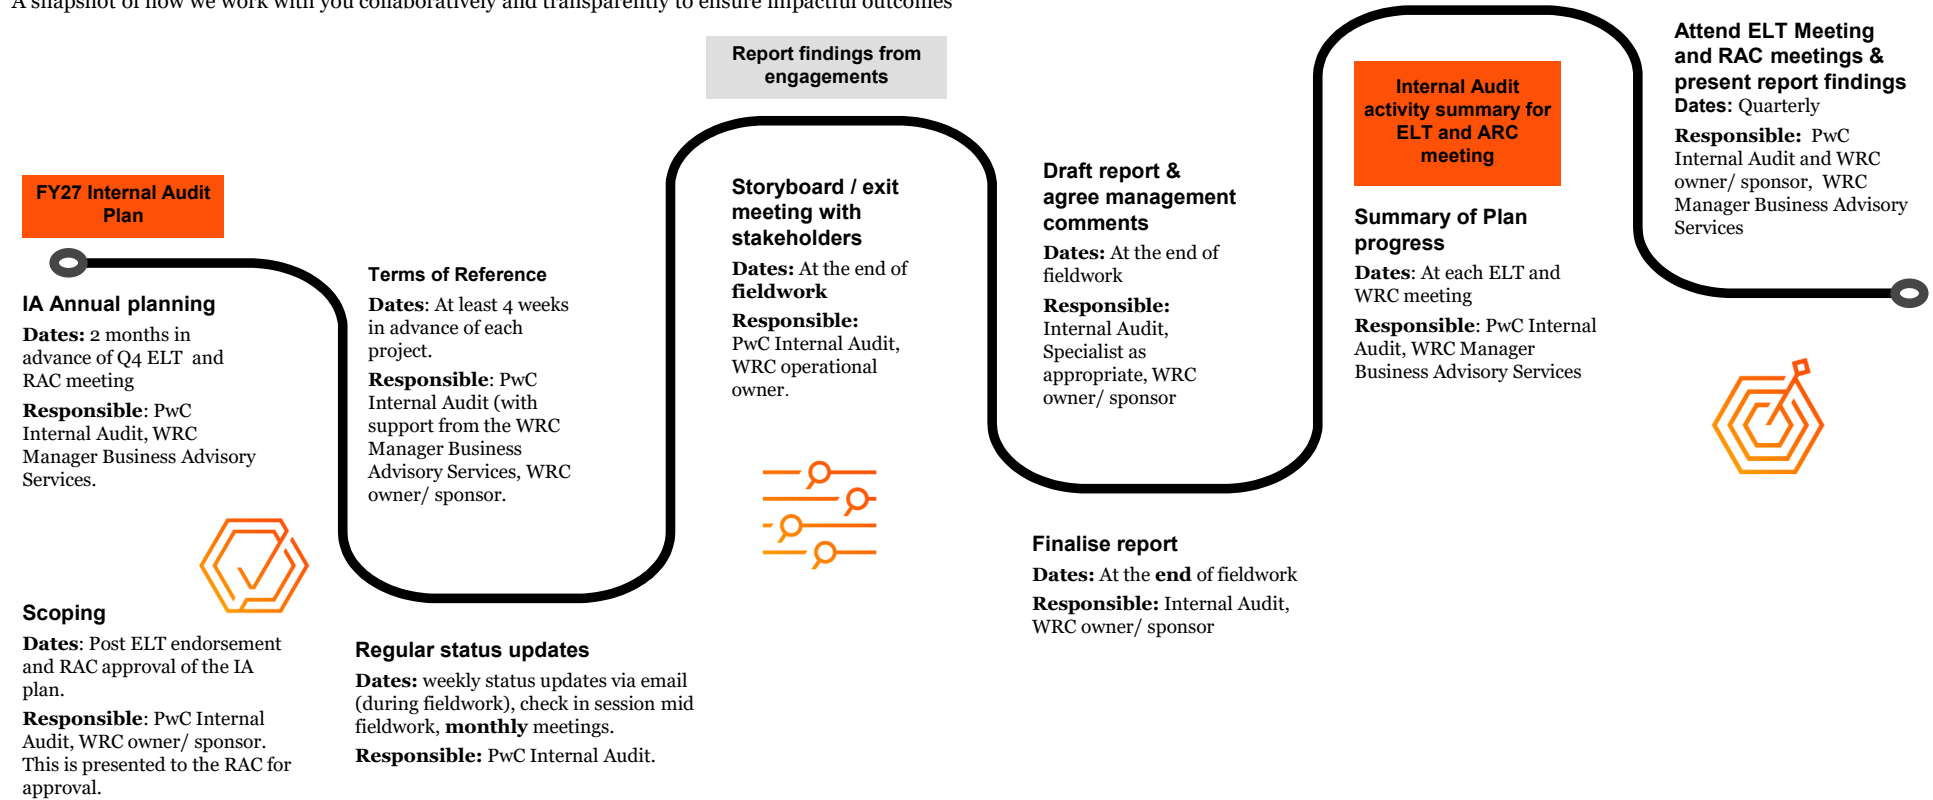 A snapshot of how we work with you collaboratively and transparently to ensure impactful outcomes
FY27 Internal Audit
Plan
IA Annual planning
Dates: 2 months in
advance of Q4 ELT and
RAC meeting
Responsible: PwC
Internal Audit, WRC
Manager Business Advisory
Services.
Scoping
Dates: Post ELT endorsement
and RAC approval of the IA
plan.
Responsible: PwC Internal
Audit, WRC owner/ sponsor.
This is presented to the RAC for
approval.
Terms of Reference
Dates: At least 4 weeks
in advance of each
project.
Responsible: PwC
Internal Audit (with
support from the WRC
Manager Business
Advisory Services, WRC
owner/ sponsor.
Regular status updates
Dates: weekly status updates via email
(during fieldwork), check in session mid
fieldwork, monthly meetings.
Responsible: PwC Internal Audit.
Report findings from
engagements
Storyboard / exit
meeting with
stakeholders
Dates: At the end of
fieldwork
Responsible:
PwC Internal Audit,
WRC operational
owner.
Draft report &
agree management
comments
Dates: At the end of
fieldwork
Responsible:
Internal Audit,
Specialist as
appropriate, WRC
owner/ sponsor
Finalise report
Dates: At the end of fieldwork
Responsible: Internal Audit,
WRC owner/ sponsor
Internal Audit
activity summary for
ELT and ARC
meeting
Summary of Plan
progress
Dates: At each ELT and
WRC meeting
Responsible: PwC Internal
Audit, WRC Manager
Business Advisory Services
Attend ELT Meeting
and RAC meetings &
present report findings
Dates: Quarterly
Responsible: PwC
Internal Audit and WRC
owner/ sponsor, WRC
Manager Business Advisory
Services